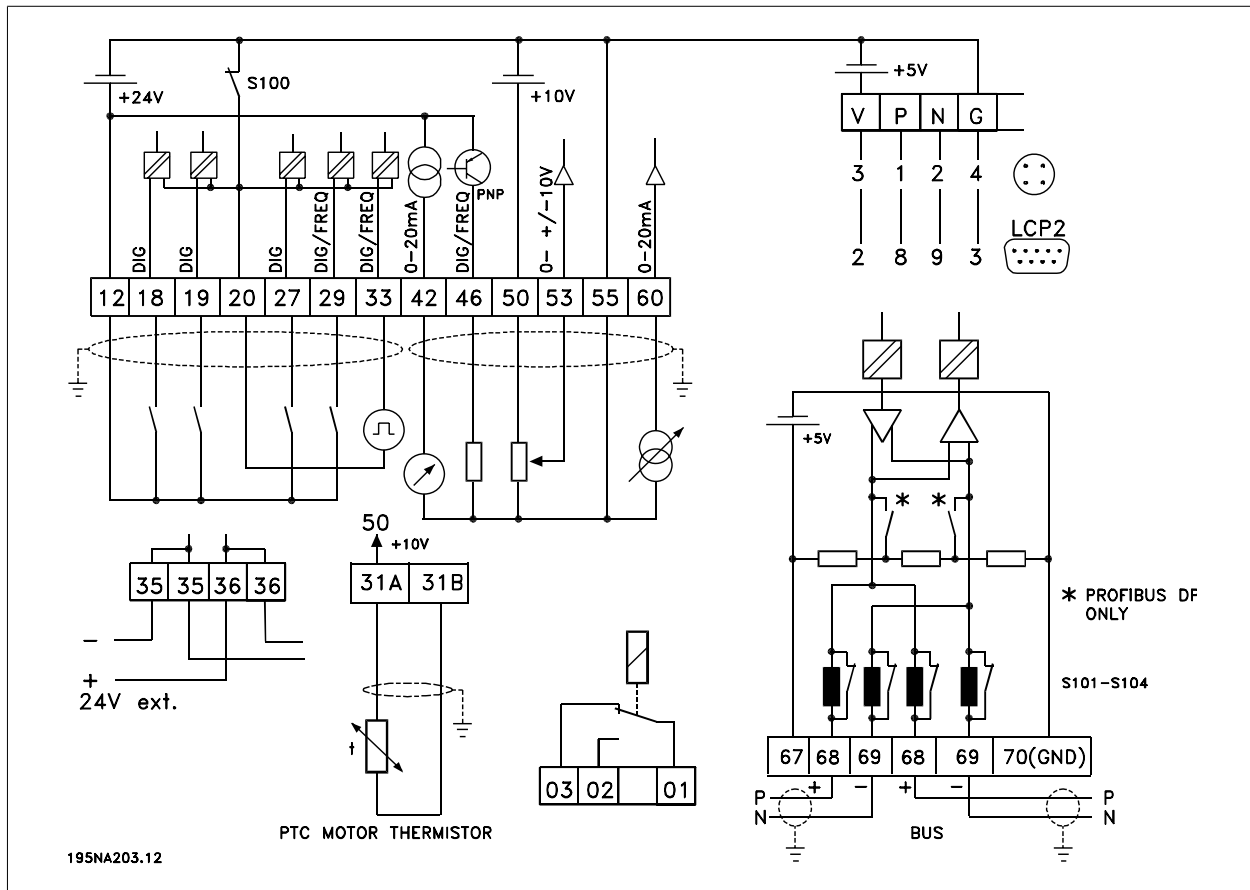 +24V
S100
+10V
+5V
V P N G
3 1 2 4
2 8 9 3
LCP2
PNP
DIG
DIG
DIG
DIG/FREQ
DIG/FREQ
0-20mA
DIG/FREQ
0- +/-10V
0-20mA
12 18 19 20 27 29 33 42 46 50 53 55 60
+5V
*
*
* PROFIBUS DF
ONLY
S101-S104
67 68 69 68 69 70(GND)
+ - + -
P
N
P
N
BUS
35 35 36 36
-
+
24V ext.
50
+10V
31A 31B
t
PTC MOTOR THERMISTOR
03 02 01
195NA203.12